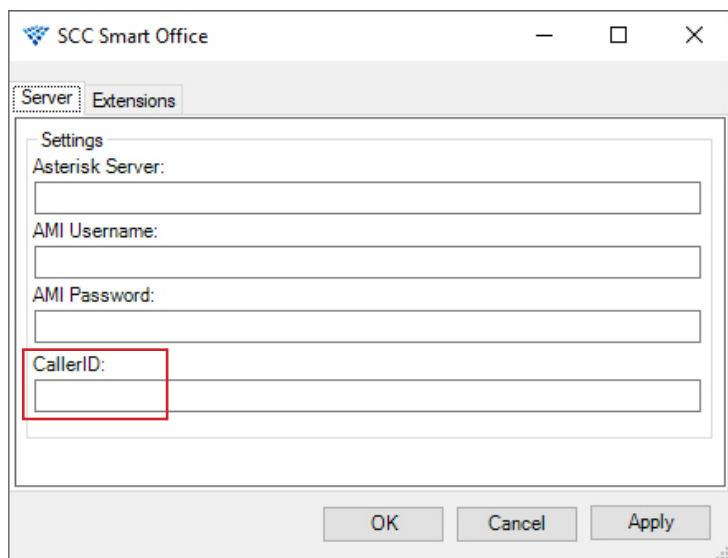 SCC Smart Office
Server Extensions
Settings
Asterisk Server:
AMI Username:
AMI Password:
CallerID:
OK Cancel Apply